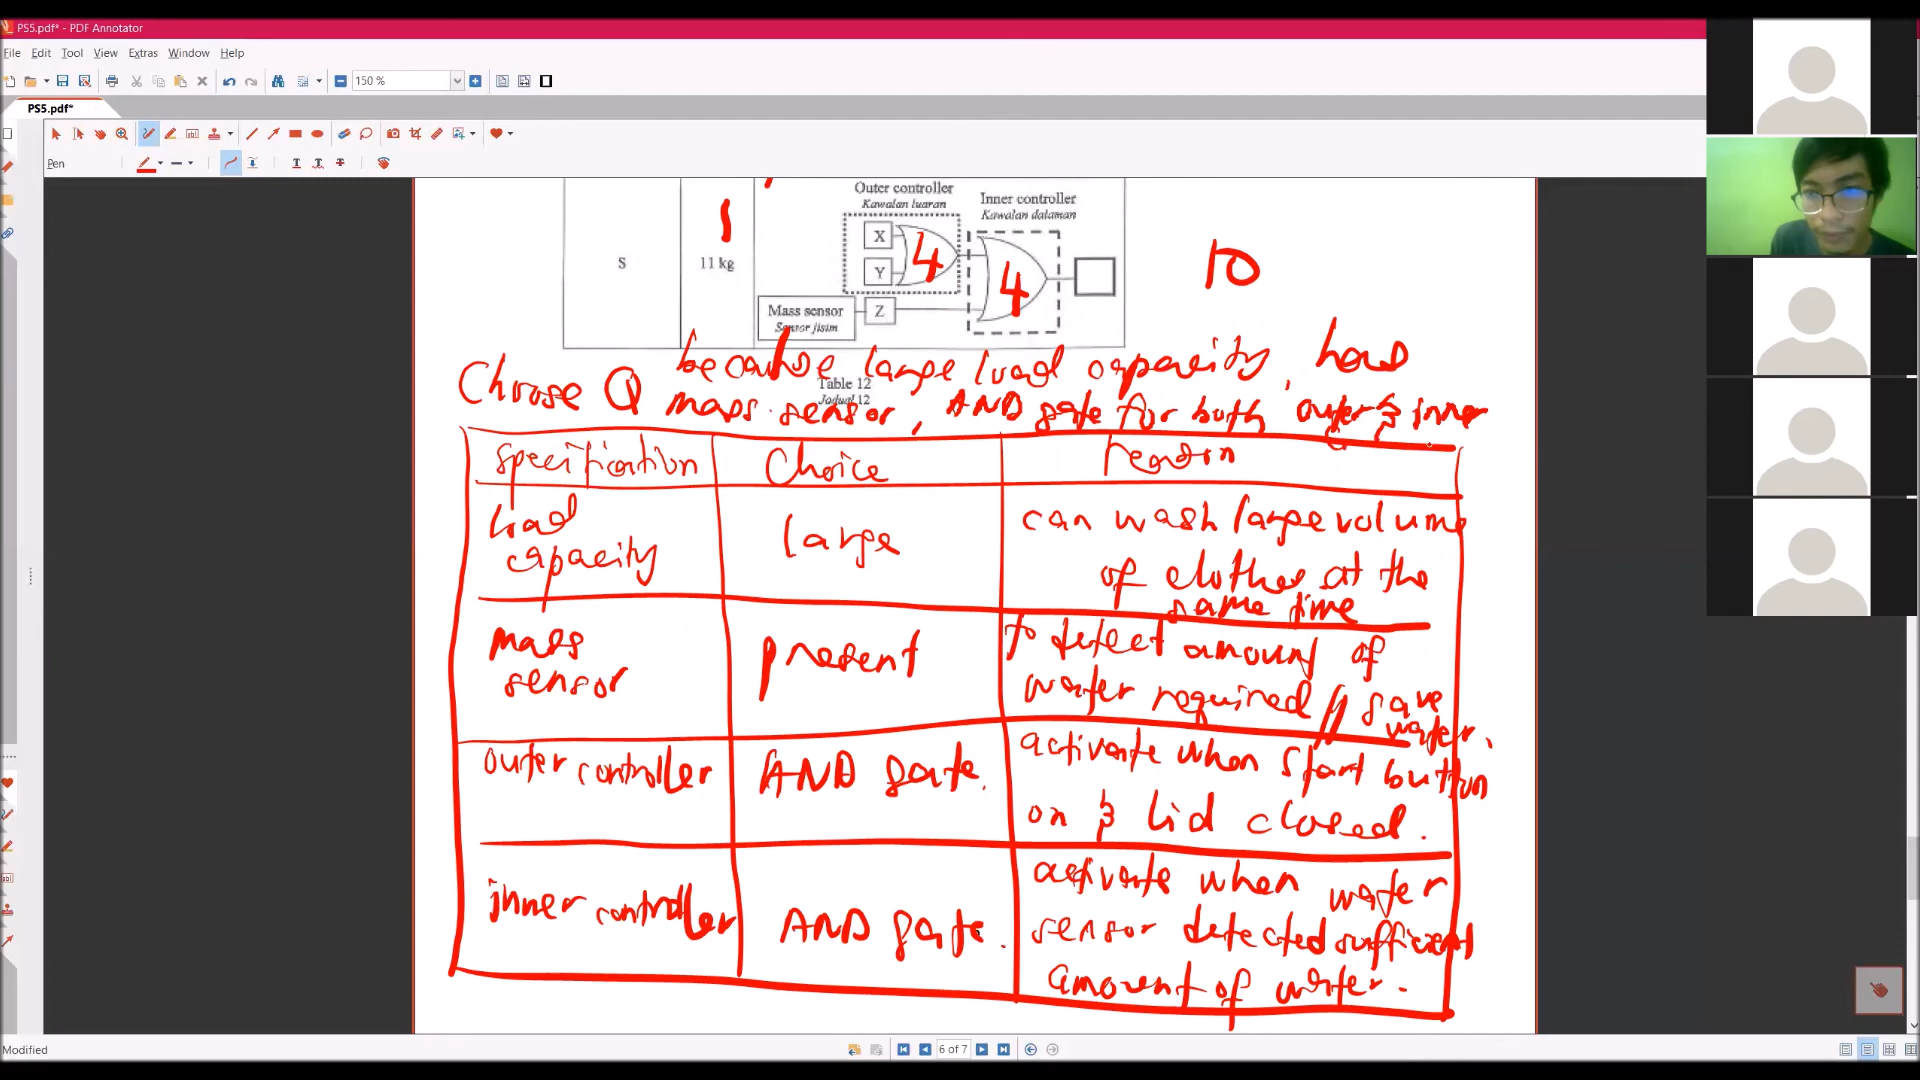 PS5.pdf* - PDF Annotator
File Edit Tool View Extras Window Help
150 %
PS5.pdf*
Pen
Outer controller
Kawalan luaran
Inner controller
Kawalan dalaman
1
X
4
Y
4
10
S
11 kg
Mass sensor
Sensor jisim
Z
Table 12
Jadual 12
Choose Q because large load capacity, has
mass sensor, AND gate for both outer & inner
specification Choice reason
load capacity large can wash large volume
of clothes at the
same time
mass sensor present to detect amount of
water required // save
water.
outer controller AND gate. activate when start button
on & lid closed.
inner controller AND gate. activate when water
sensor detected sufficient
amount of water.
Modified
6 of 7